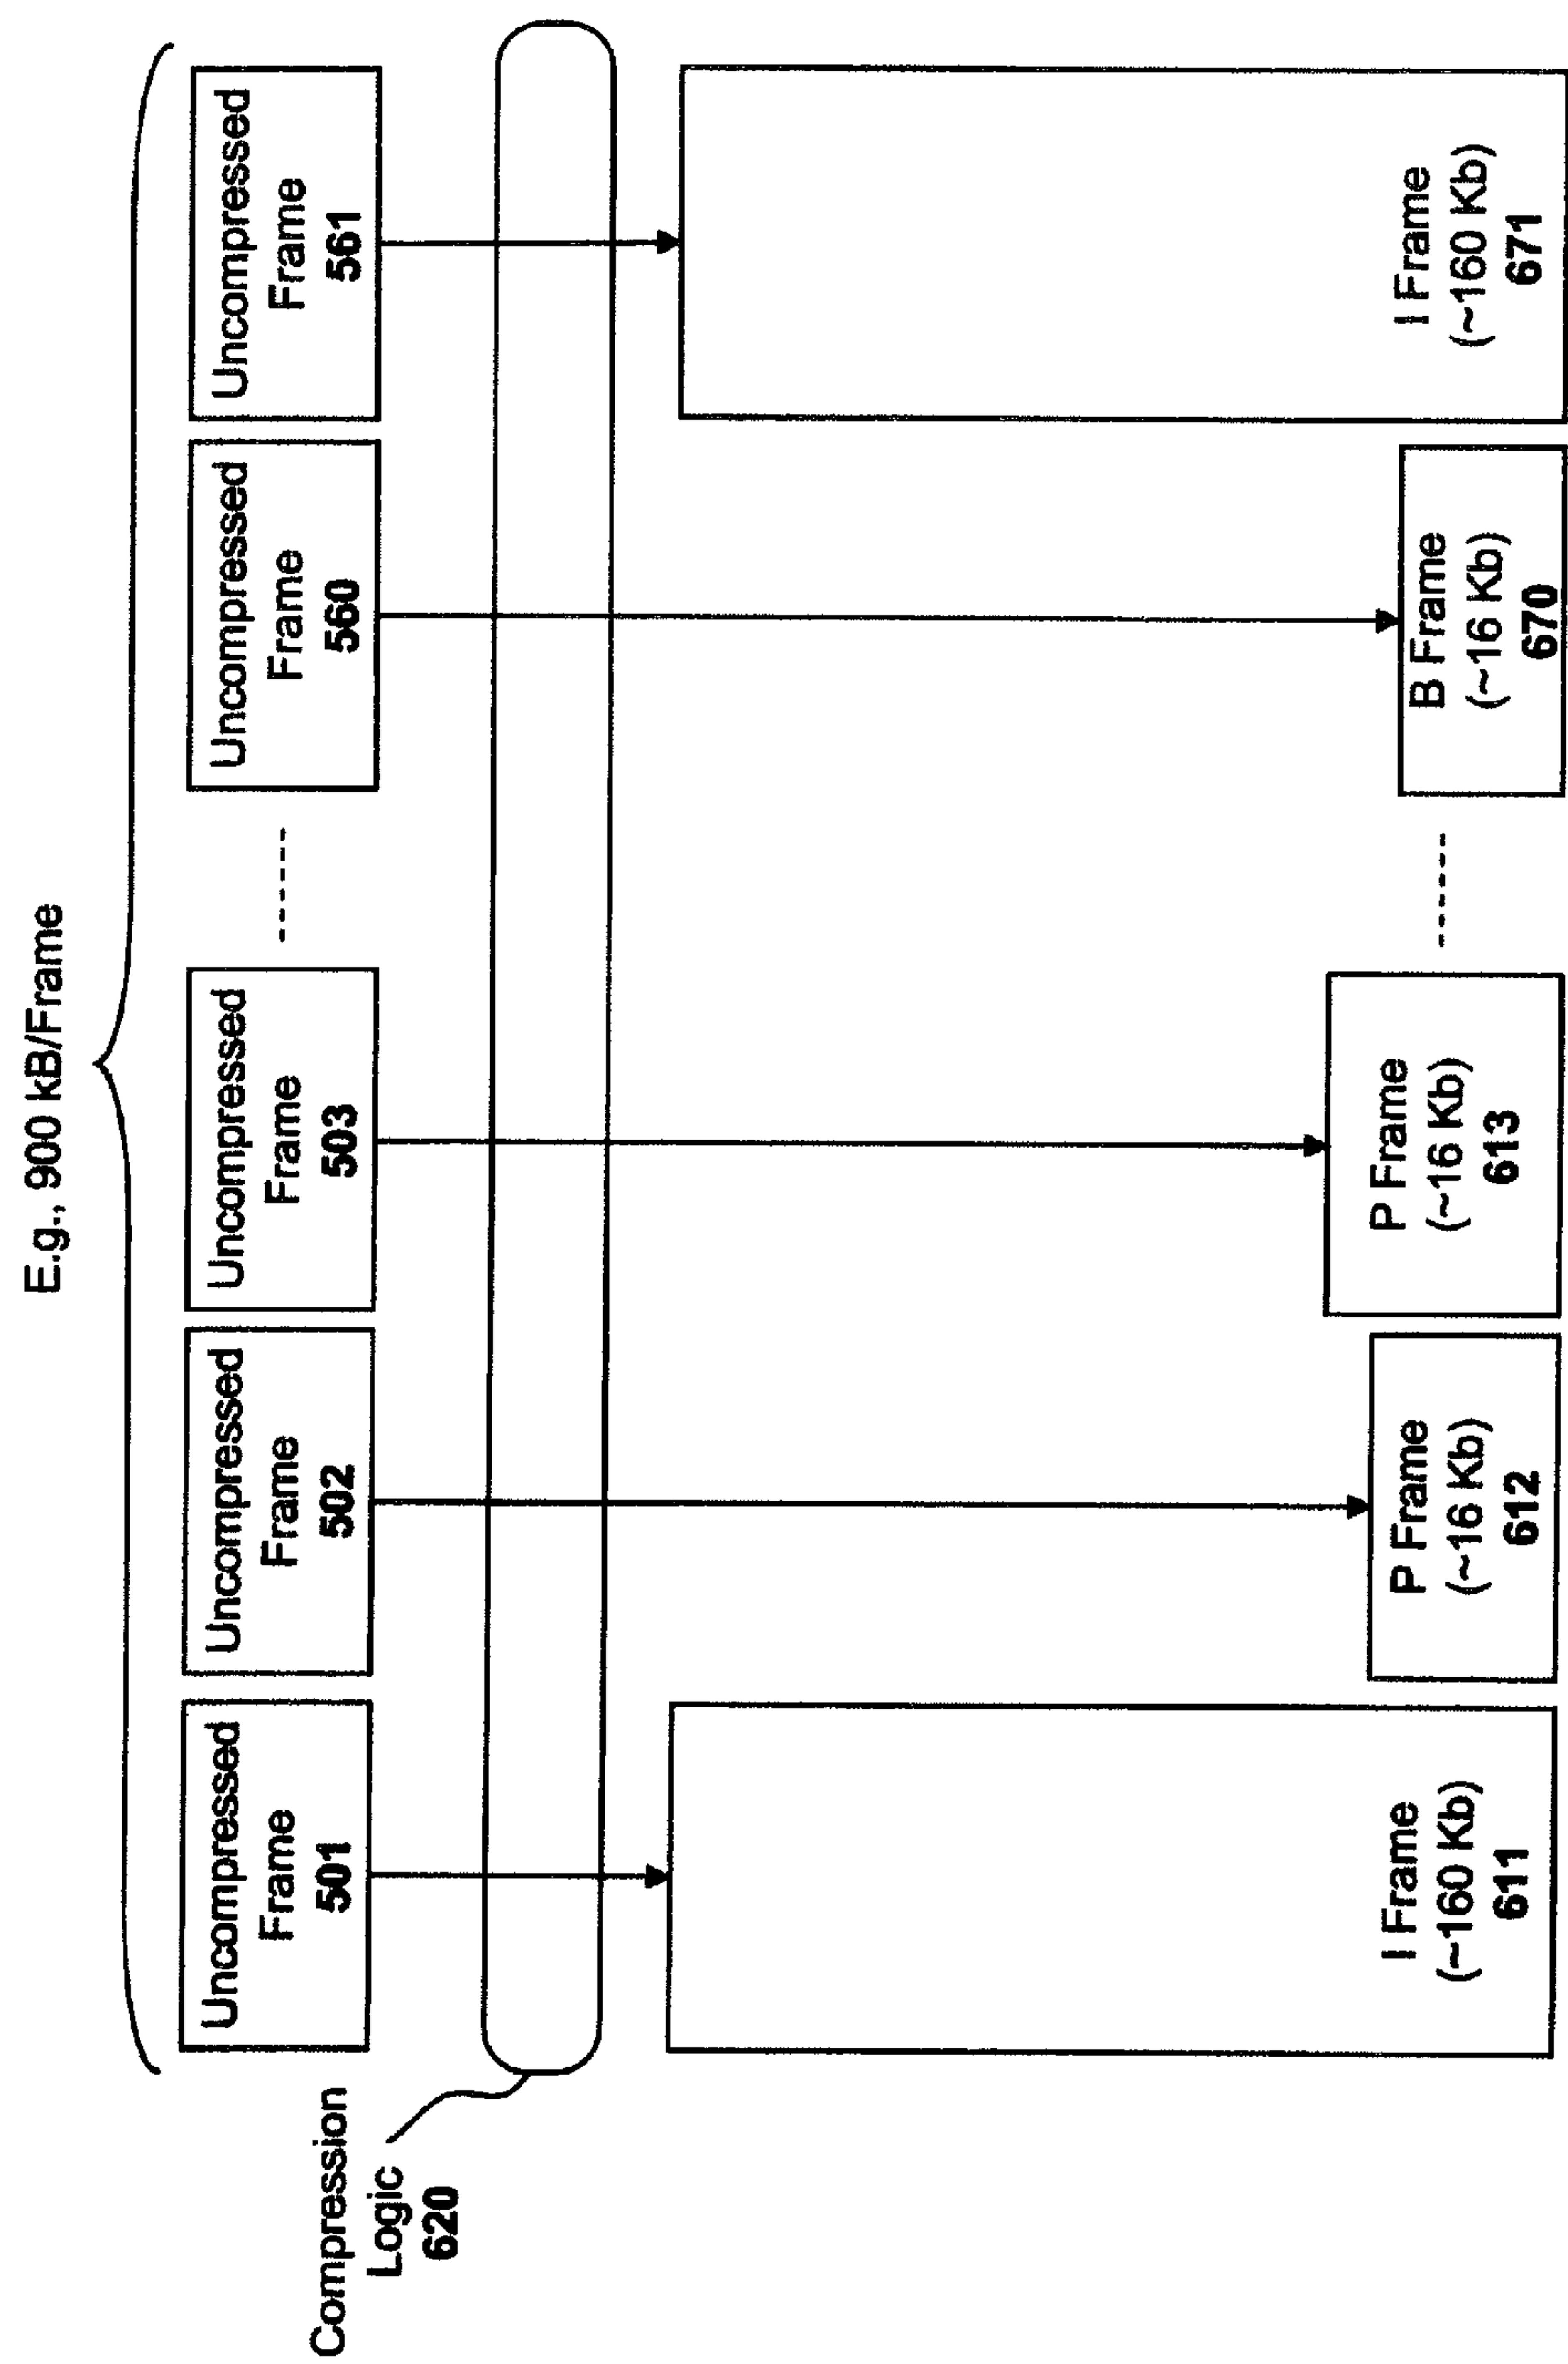 E.g., 900 kB/Frame
Uncompressed
Frame
501
Uncompressed
Frame
502
Uncompressed
Frame
503
------
Uncompressed
Frame
560
Uncompressed
Frame
561
Compression
Logic
620
I Frame
(~160 Kb)
611
P Frame
(~16 Kb)
612
P Frame
(~16 Kb)
613
------
B Frame
(~16 Kb)
670
I Frame
(~160 Kb)
671